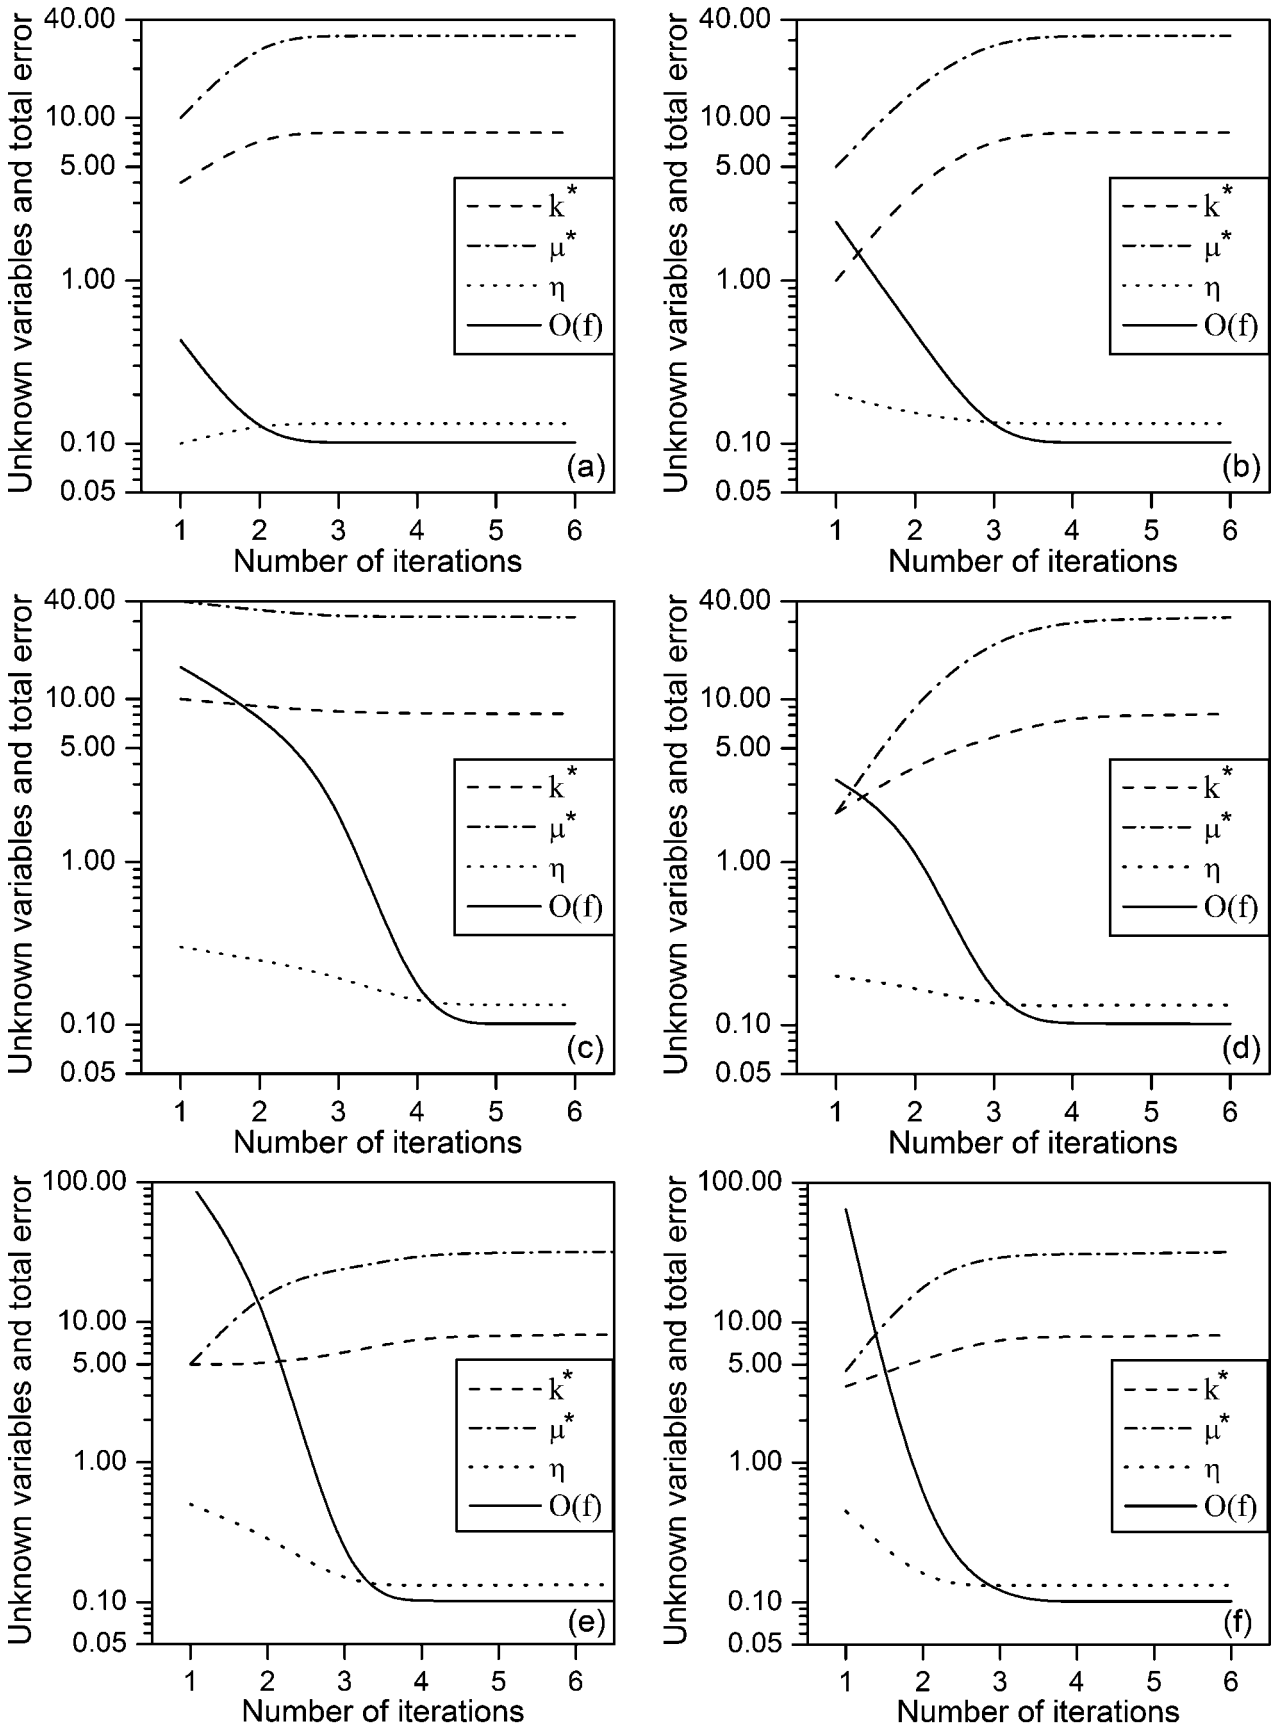 Unknown variables and total error
40.00
10.00
5.00
1.00
0.10
0.05
k*
μ*
η
O(f)
(a)
1 2 3 4 5 6
Number of iterations
Unknown variables and total error
40.00
10.00
5.00
1.00
0.10
0.05
k*
μ*
η
O(f)
(b)
1 2 3 4 5 6
Number of iterations
Unknown variables and total error
40.00
10.00
5.00
1.00
0.10
0.05
k*
μ*
η
O(f)
(c)
1 2 3 4 5 6
Number of iterations
Unknown variables and total error
40.00
10.00
5.00
1.00
0.10
0.05
k*
μ*
η
O(f)
(d)
1 2 3 4 5 6
Number of iterations
Unknown variables and total error
100.00
10.00
5.00
1.00
0.10
0.05
k*
μ*
η
O(f)
(e)
1 2 3 4 5 6
Number of iterations
Unknown variables and total error
100.00
10.00
5.00
1.00
0.10
0.05
k*
μ*
η
O(f)
(f)
1 2 3 4 5 6
Number of iterations